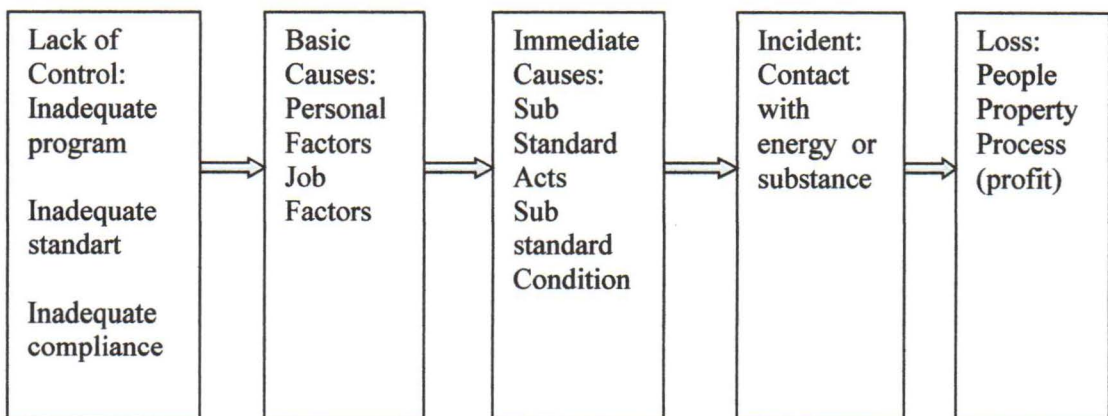 Lack of
Control:
Inadequate
program
Inadequate
standart
Inadequate
compliance
Basic
Causes:
Personal
Factors
Job
Factors
Immediate
Causes:
Sub
Standard
Acts
Sub
standard
Condition
Incident:
Contact
with
energy or
substance
Loss:
People
Property
Process
(profit)